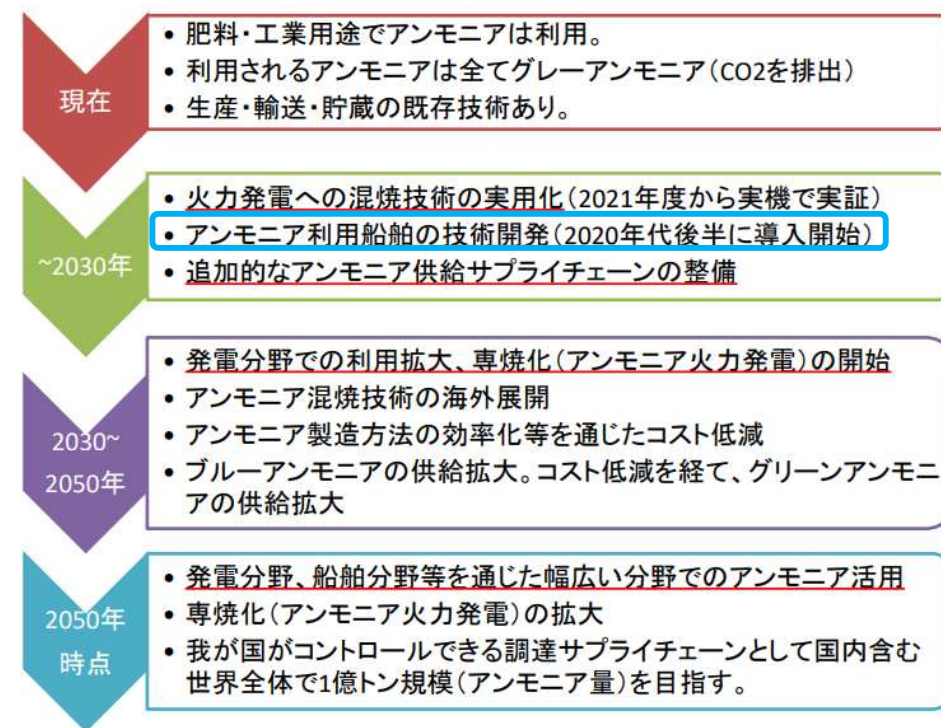 現在
• 肥料・工業用途でアンモニアは利用。
• 利用されるアンモニアは全てグレーアンモニア(CO2を排出)
• 生産・輸送・貯蔵の既存技術あり。
~2030年
• 火力発電への混焼技術の実用化(2021年度から実機で実証)
• アンモニア利用船舶の技術開発(2020年代後半に導入開始)
• 追加的なアンモニア供給サプライチェーンの整備
2030~
2050年
• 発電分野での利用拡大、専焼化(アンモニア火力発電)の開始
• アンモニア混焼技術の海外展開
• アンモニア製造方法の効率化等を通じたコスト低減
• ブルーアンモニアの供給拡大。コスト低減を経て、グリーンアンモニ
アの供給拡大
2050年
時点
• 発電分野、船舶分野等を通じた幅広い分野でのアンモニア活用
• 専焼化(アンモニア火力発電)の拡大
• 我が国がコントロールできる調達サプライチェーンとして国内含む
世界全体で1億トン規模(アンモニア量)を目指す。